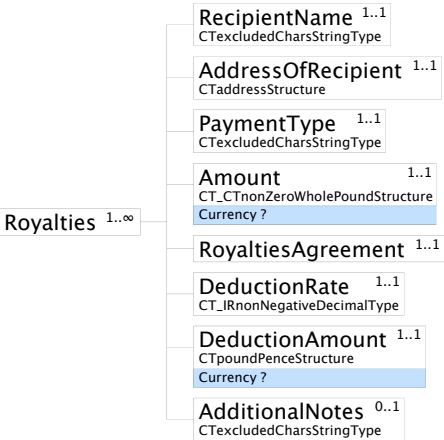 RecipientName 1..1
CTexcludedCharsStringType
AddressOfRecipient 1..1
CTaddressStructure
PaymentType 1..1
CTexcludedCharsStringType
Amount 1..1
CT_CTnonZeroWholePoundStructure
Currency ?
Royalties 1..∞
RoyaltiesAgreement 1..1
DeductionRate 1..1
CT_IRnonNegativeDecimalType
DeductionAmount 1..1
CTpoundPenceStructure
Currency ?
AdditionalNotes 0..1
CTexcludedCharsStringType